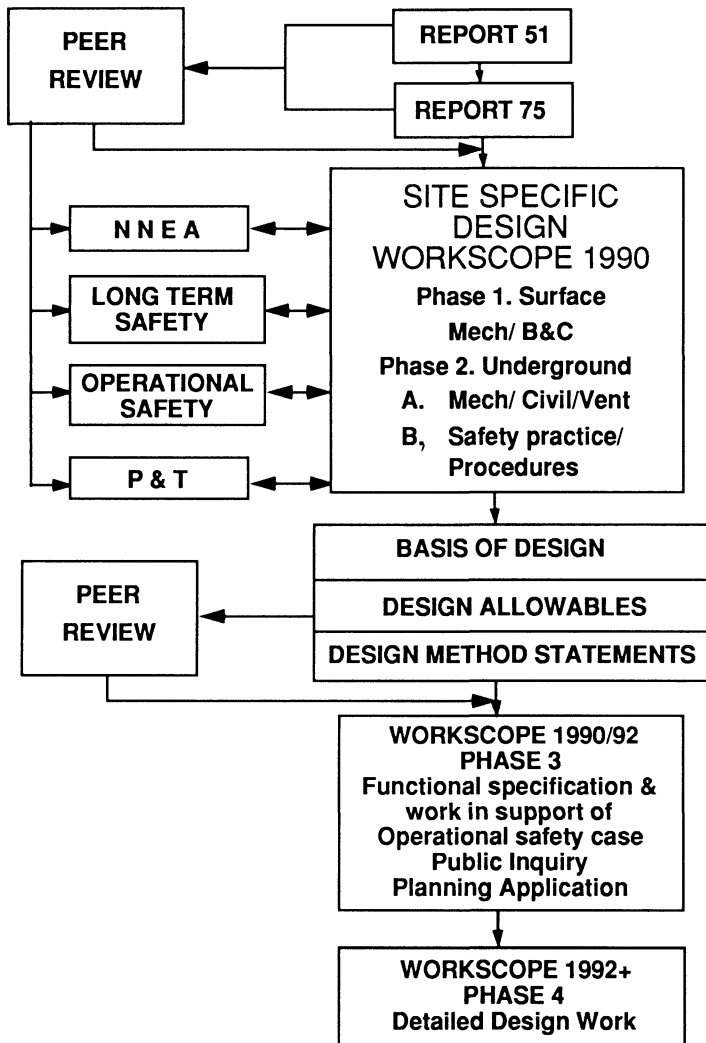 PEER
REVIEW
REPORT 51
REPORT 75
N N E A
LONG TERM
SAFETY
OPERATIONAL
SAFETY
P & T
SITE SPECIFIC
DESIGN
WORKSCOPE 1990
Phase 1. Surface
Mech/ B&C
Phase 2. Underground
A. Mech/ Civil/Vent
B, Safety practice/
Procedures
BASIS OF DESIGN
DESIGN ALLOWABLES
DESIGN METHOD STATEMENTS
PEER
REVIEW
WORKSCOPE 1990/92
PHASE 3
Functional specification &
work in support of
Operational safety case
Public Inquiry
Planning Application
WORKSCOPE 1992+
PHASE 4
Detailed Design Work